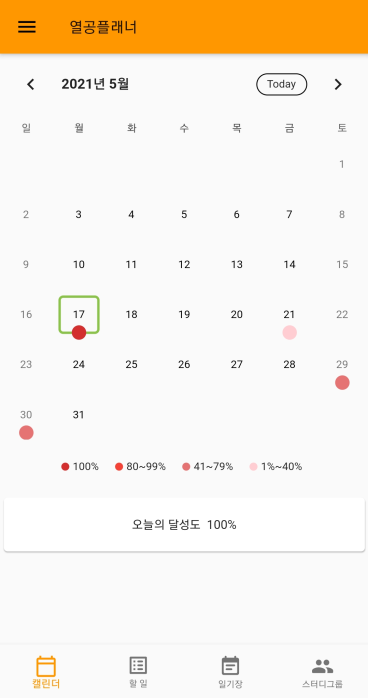 열공플래너
2021년 5월 Today
일 월 화 수 목 금 토
1
2 3 4 5 6 7 8
9 10 11 12 13 14 15
16 17 18 19 20 21 22
23 24 25 26 27 28 29
30 31
100% 80~99% 41~79% 1%~40%
오늘의 달성도 100%
캘린더 할 일 일기장 스터디그룹